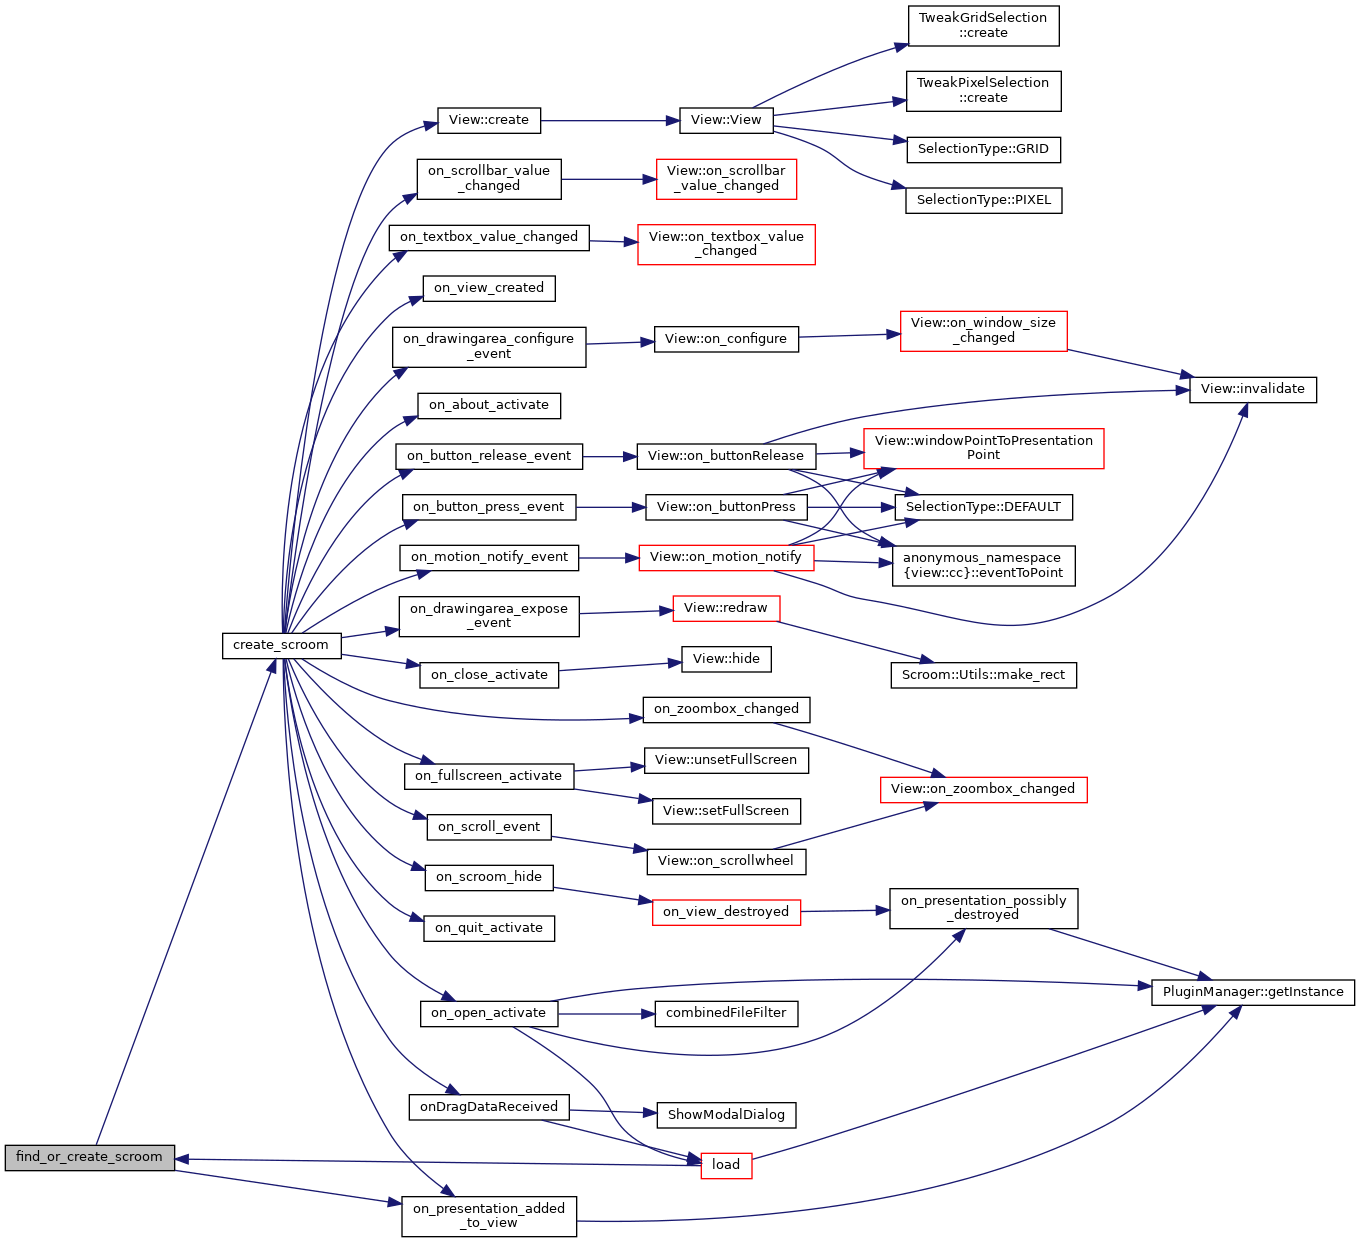 TweakGridSelection
::create
TweakPixelSelection
::create
View::create
View::View
SelectionType::GRID
on_scrollbar_value
_changed
View::on_scrollbar
_value_changed
SelectionType::PIXEL
on_textbox_value_changed
View::on_textbox_value
_changed
on_view_created
on_drawingarea_configure
_event
View::on_configure
View::on_window_size
_changed
View::invalidate
on_about_activate
on_button_release_event
View::on_buttonRelease
View::windowPointToPresentation
Point
on_button_press_event
View::on_buttonPress
SelectionType::DEFAULT
on_motion_notify_event
View::on_motion_notify
anonymous_namespace
{view::cc}::eventToPoint
on_drawingarea_expose
_event
View::redraw
create_scroom
on_close_activate
View::hide
Scroom::Utils::make_rect
on_zoombox_changed
on_fullscreen_activate
View::unsetFullScreen
View::on_zoombox_changed
View::setFullScreen
on_scroll_event
View::on_scrollwheel
on_scroom_hide
on_view_destroyed
on_presentation_possibly
_destroyed
on_quit_activate
PluginManager::getInstance
on_open_activate
combinedFileFilter
onDragDataReceived
ShowModalDialog
find_or_create_scroom
load
on_presentation_added
_to_view